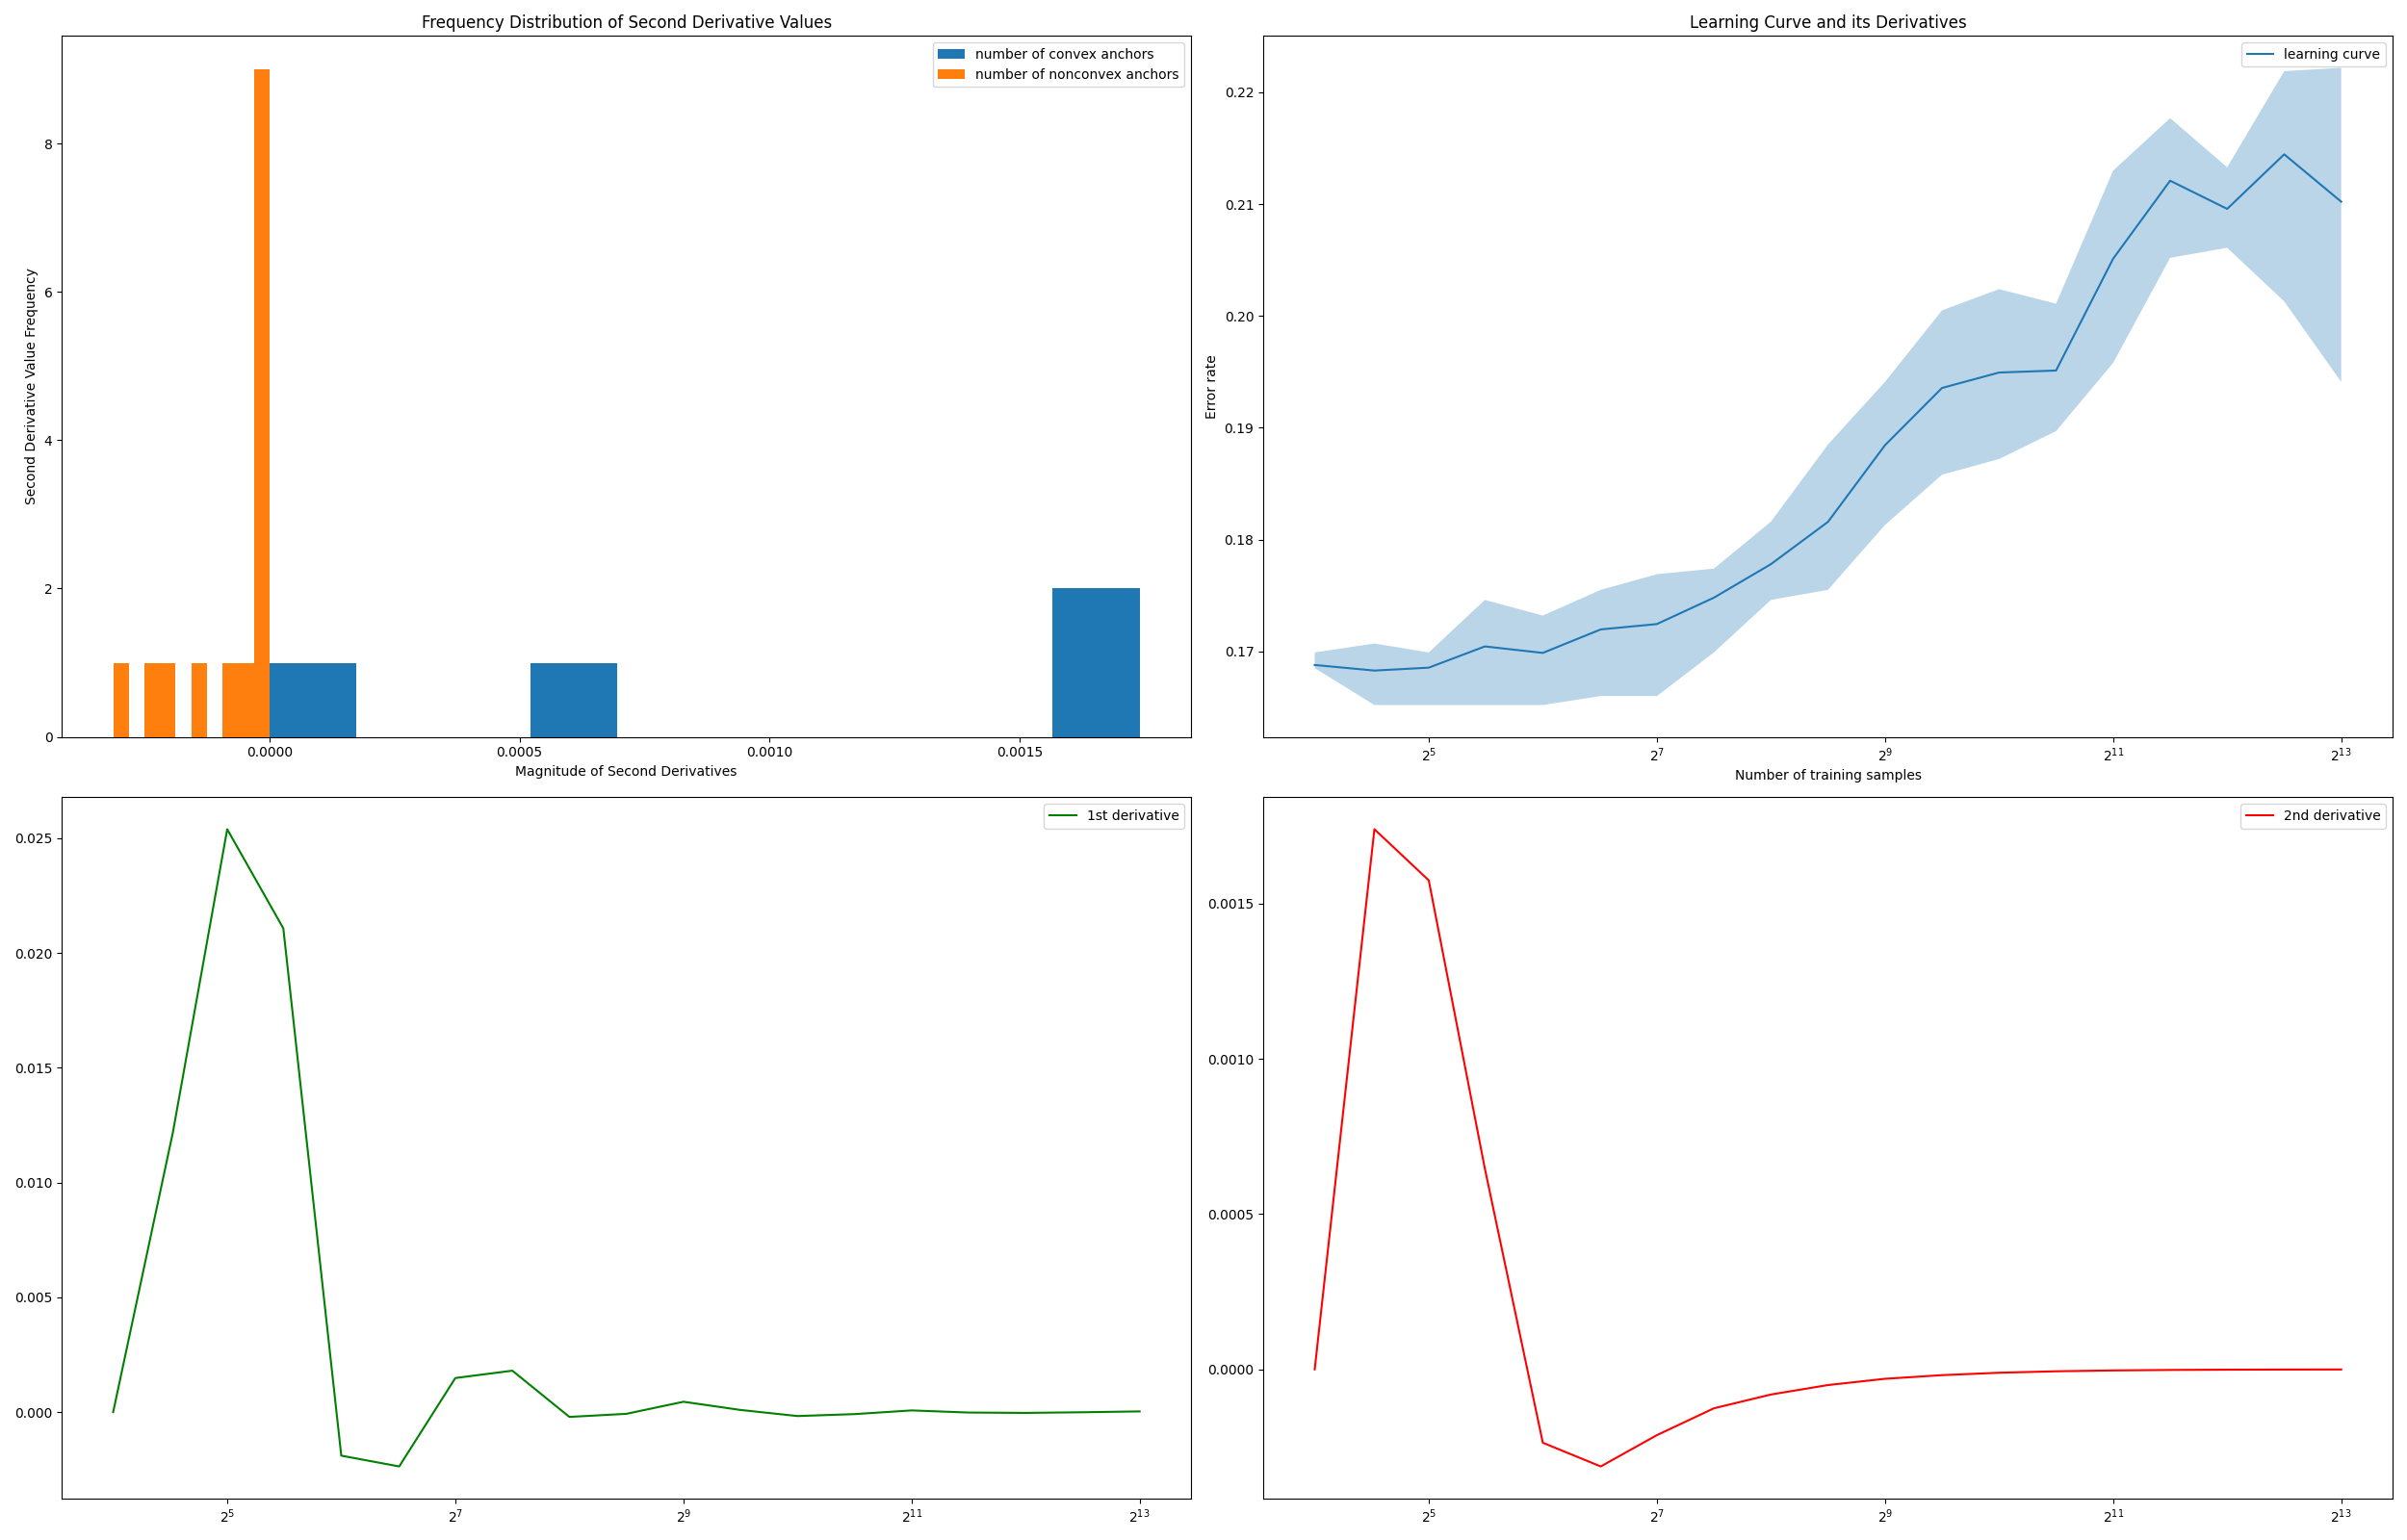 Frequency Distribution of Second Derivative Values
number of convex anchors
number of nonconvex anchors
Second Derivative Value Frequency
8
6
4
2
0
0.0000 0.0005 0.0010 0.0015
Magnitude of Second Derivatives
Learning Curve and its Derivatives
learning curve
Error rate
0.22
0.21
0.20
0.19
0.18
0.17
2^5 2^7 2^9 2^11 2^13
Number of training samples
1st derivative
0.025
0.020
0.015
0.010
0.005
0.000
2^5 2^7 2^9 2^11 2^13
2nd derivative
0.0015
0.0010
0.0005
0.0000
2^5 2^7 2^9 2^11 2^13